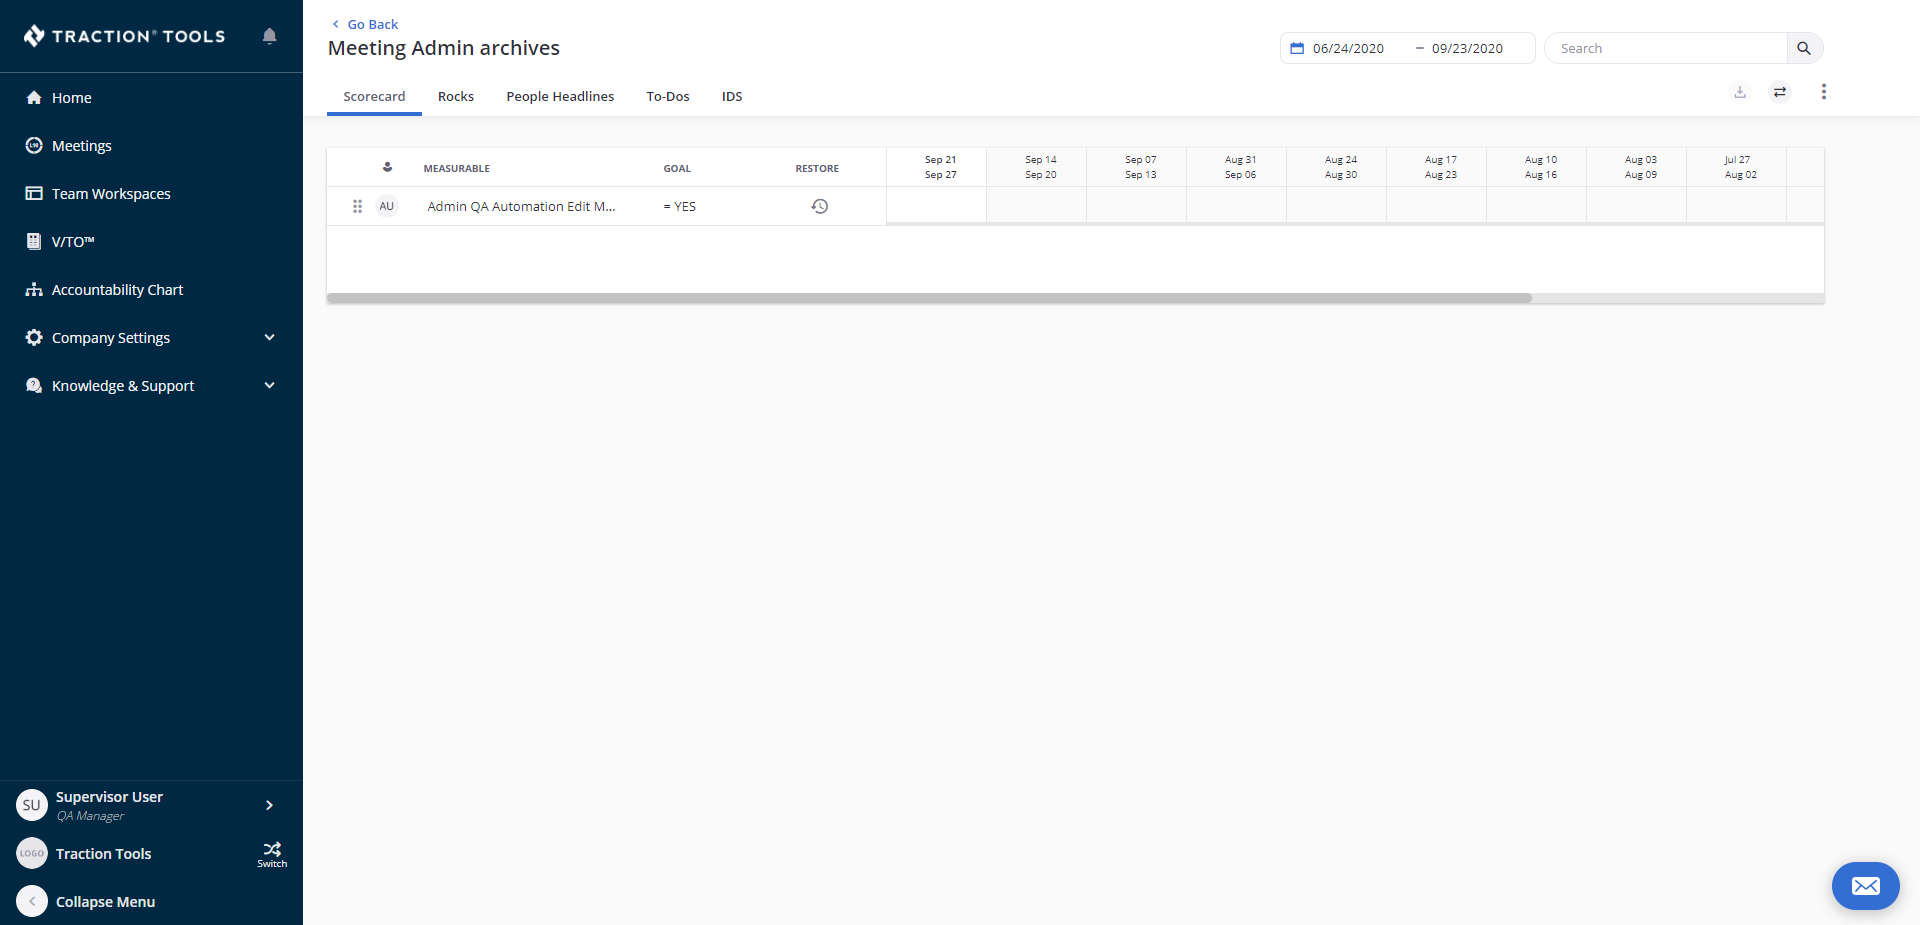 TRACTION® TOOLS
Home
Meetings
Team Workspaces
V/TO™
Accountability Chart
Company Settings
Knowledge & Support
SU
Supervisor User
QA Manager
LOGO
Traction Tools
Switch
Collapse Menu
Go Back
Meeting Admin archives
06/24/2020 – 09/23/2020
Search
Scorecard Rocks People Headlines To-Dos IDS
MEASURABLE GOAL RESTORE
Sep 21 Sep 14 Sep 07 Aug 31 Aug 24 Aug 17 Aug 10 Aug 03 Jul 27
Sep 27 Sep 20 Sep 13 Sep 06 Aug 30 Aug 23 Aug 16 Aug 09 Aug 02
AU Admin QA Automation Edit M... = YES